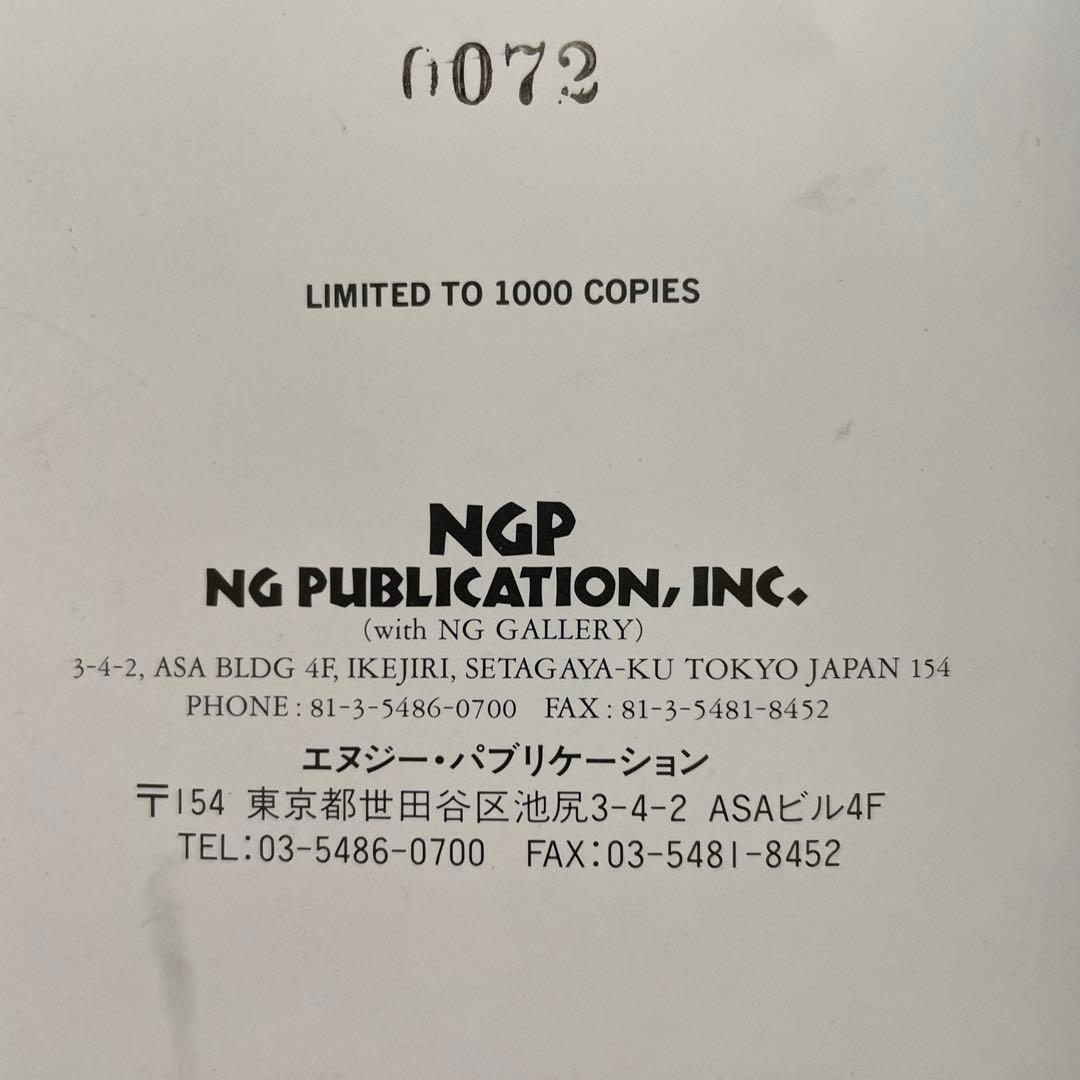 0072
LIMITED TO 1000 COPIES
NGP
NG PUBLICATION, INC.
(with NG GALLERY)
3-4-2, ASA BLDG 4F, IKEJIRI, SETAGAYA-KU TOKYO JAPAN 154
PHONE : 81-3-5486-0700 FAX : 81-3-5481-8452
エヌジー・パブリケーション
〒154 東京都世田谷区池尻3-4-2 ASAビル4F
TEL:03-5486-0700 FAX:03-5481-8452